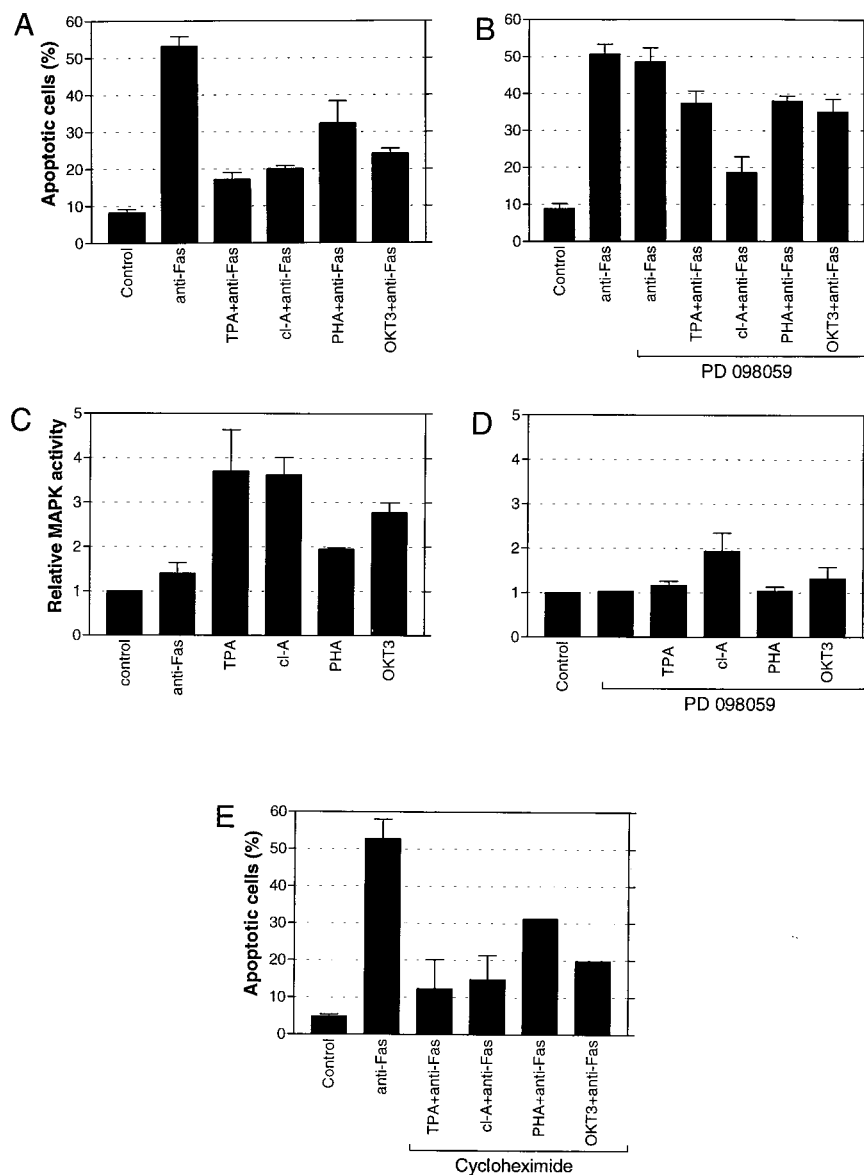 A
Apoptotic cells (%)
60
50
40
30
20
10
0
Control
anti-Fas
TPA+anti-Fas
cl-A+anti-Fas
PHA+anti-Fas
OKT3+anti-Fas
B
60
50
40
30
20
10
0
Control
anti-Fas
anti-Fas
TPA+anti-Fas
cl-A+anti-Fas
PHA+anti-Fas
OKT3+anti-Fas
PD 098059
C
Relative MAPK activity
5
4
3
2
1
0
control
anti-Fas
TPA
cl-A
PHA
OKT3
D
5
4
3
2
1
0
Control
TPA
cl-A
PHA
OKT3
PD 098059
E
Apoptotic cells (%)
60
50
40
30
20
10
0
Control
anti-Fas
TPA+anti-Fas
cl-A+anti-Fas
PHA+anti-Fas
OKT3+anti-Fas
Cycloheximide